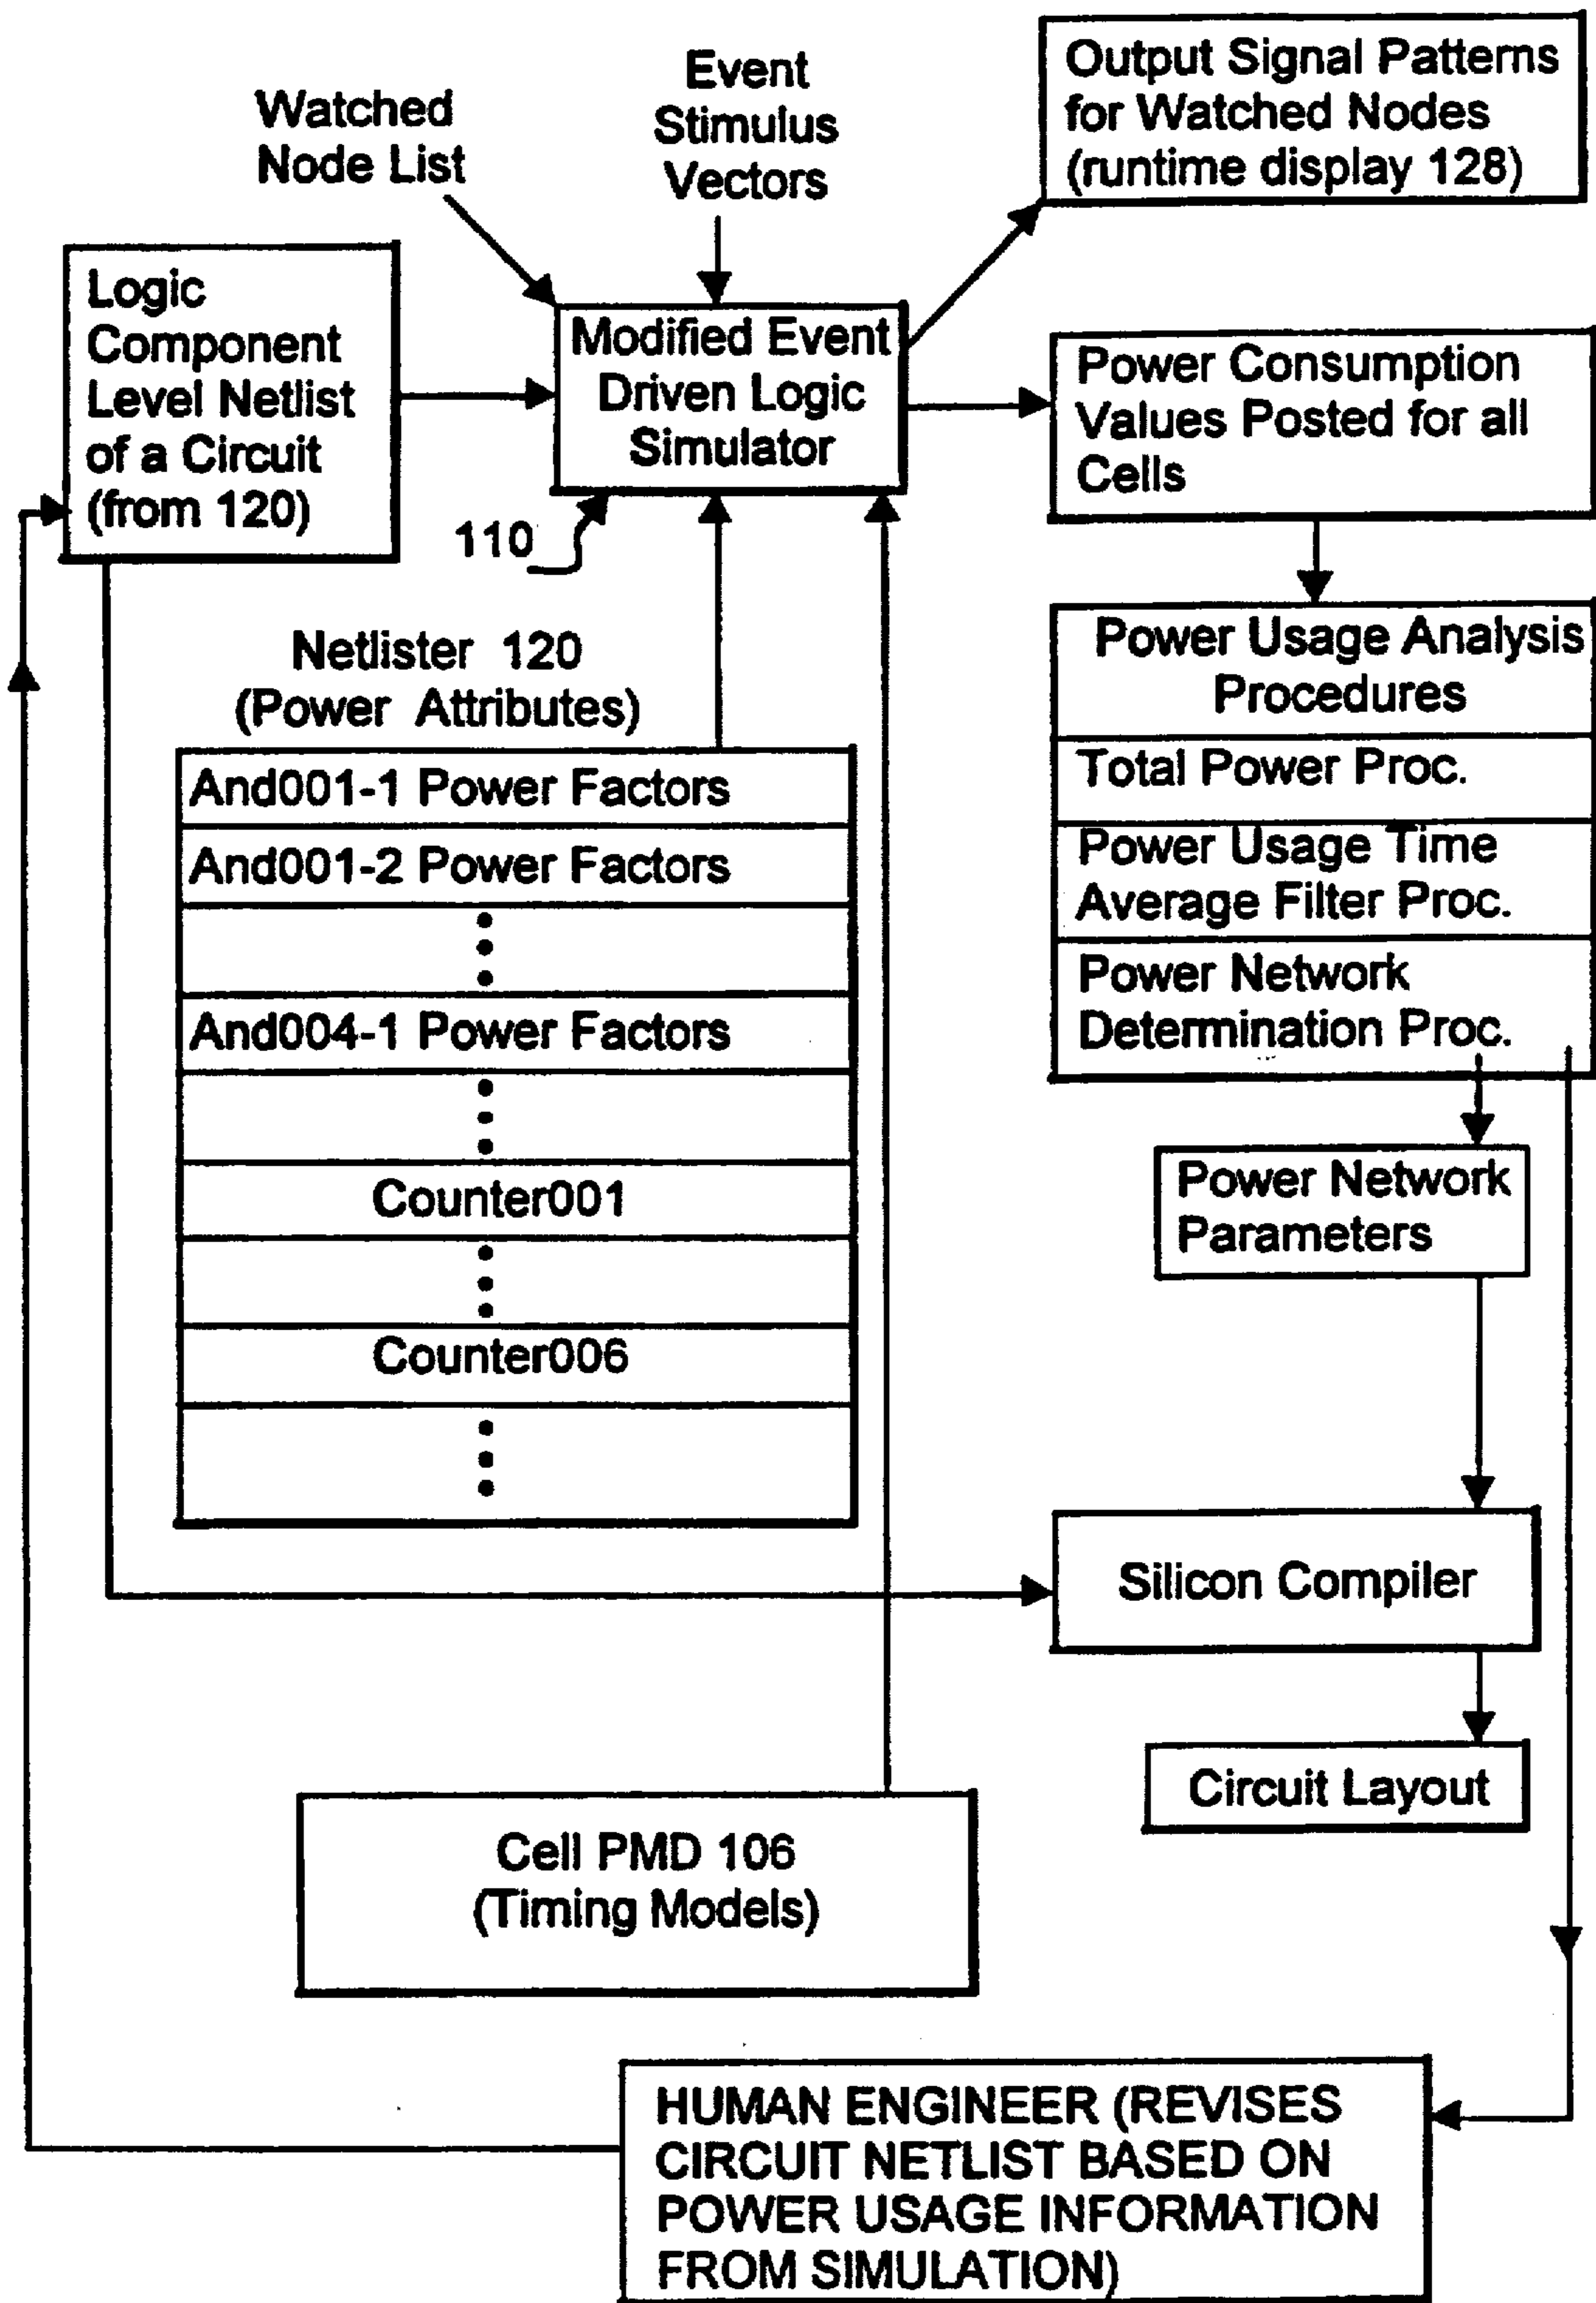 Watched
Node List
Event
Stimulus
Vectors
Output Signal Patterns
for Watched Nodes
(runtime display 128)
Logic
Component
Level Netlist
of a Circuit
(from 120)
Modified Event
Driven Logic
Simulator
110
Power Consumption
Values Posted for all
Cells
Netlister 120
(Power Attributes)
And001-1 Power Factors
And001-2 Power Factors
And004-1 Power Factors
Counter001
Counter006
Power Usage Analysis
Procedures
Total Power Proc.
Power Usage Time
Average Filter Proc.
Power Network
Determination Proc.
Power Network
Parameters
Silicon Compiler
Circuit Layout
Cell PMD 106
(Timing Models)
HUMAN ENGINEER (REVISES
CIRCUIT NETLIST BASED ON
POWER USAGE INFORMATION
FROM SIMULATION)